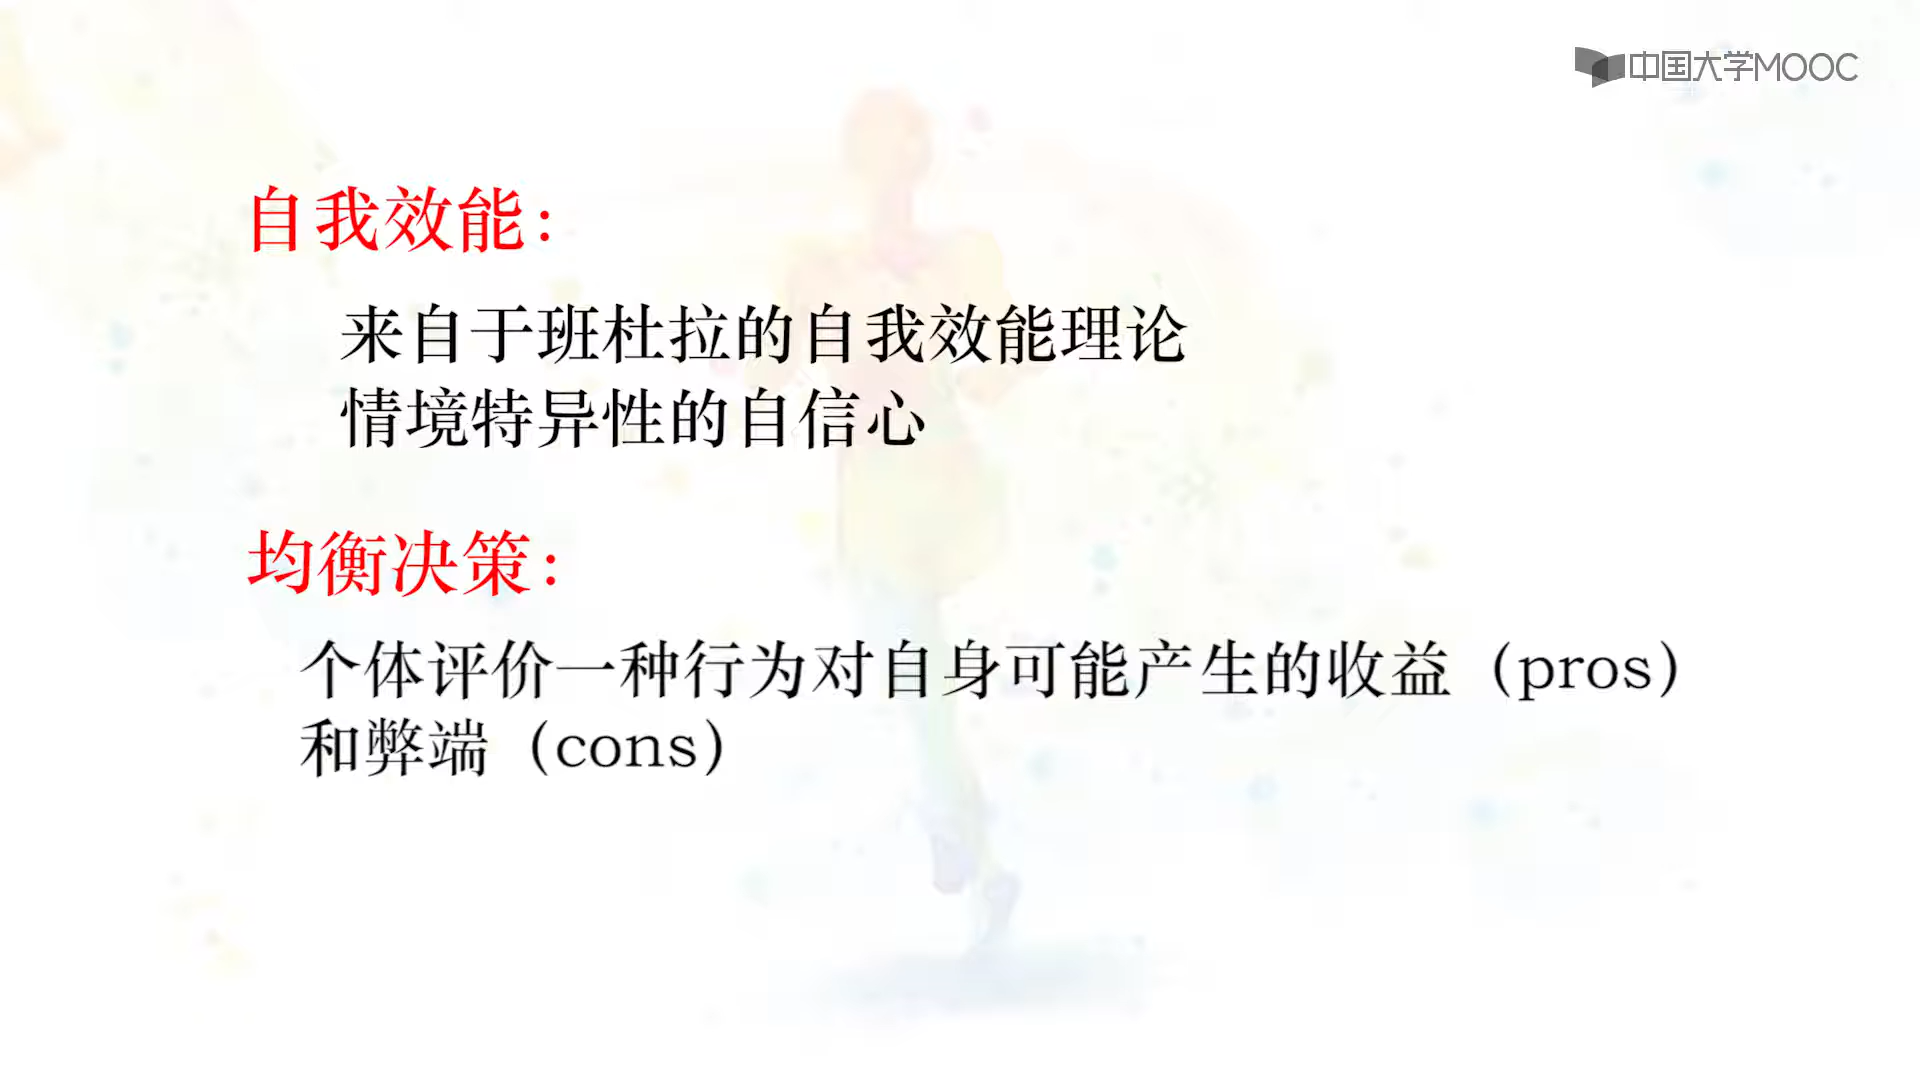 中国大学MOOC
自我效能：
来自于班杜拉的自我效能理论
情境特异性的自信心
均衡决策：
个体评价一种行为对自身可能产生的收益（pros）
和弊端（cons）